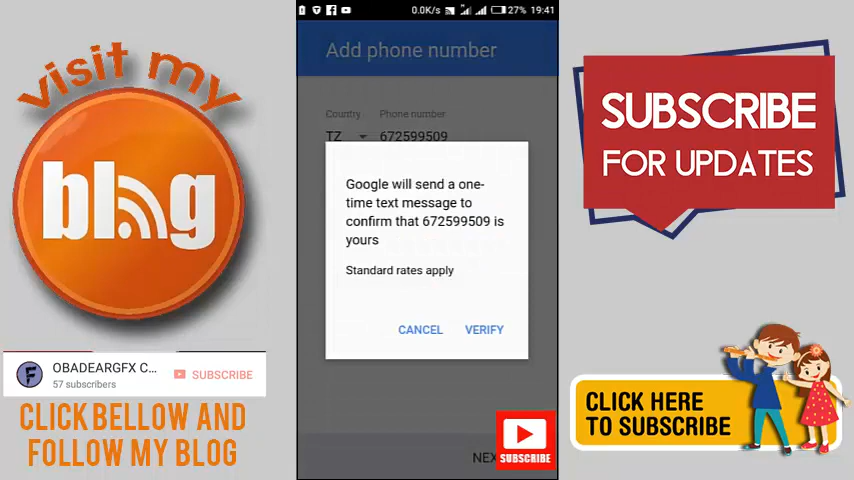 visit my
blog
OBADEARGFX C...
57 subscribers
SUBSCRIBE
CLICK BELLOW AND
FOLLOW MY BLOG
0.0K/s
27% 19:41
Add phone number
Country
Phone number
TZ
672599509
Google will send a one-
time text message to
confirm that 672599509 is
yours
Standard rates apply
CANCEL
VERIFY
NEX
SUBSCRIBE
SUBSCRIBE
FOR UPDATES
CLICK HERE
TO SUBSCRIBE